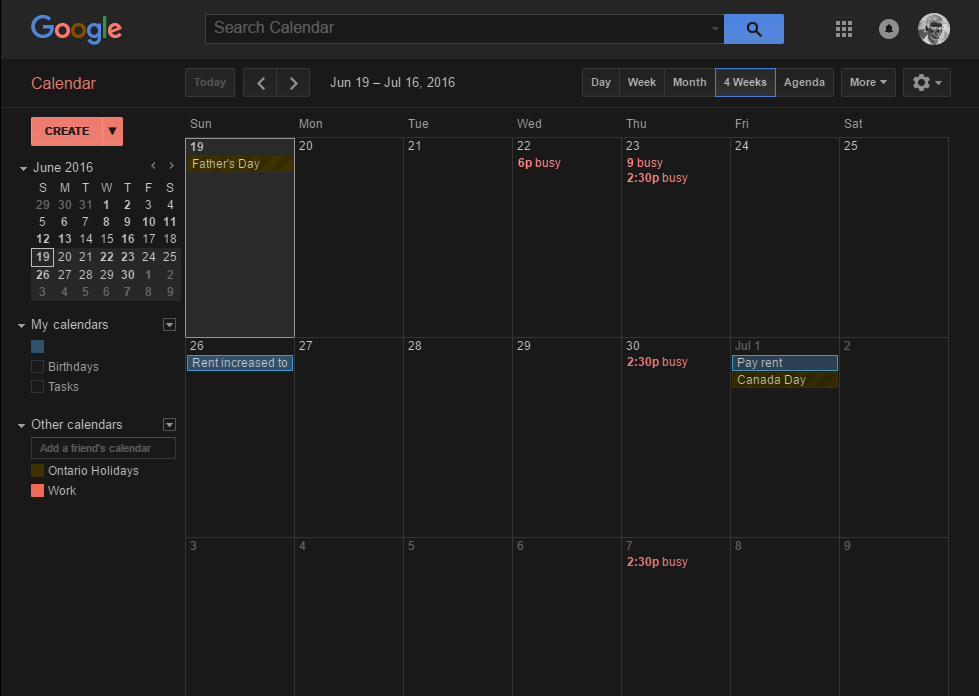 Google
Search Calendar
Calendar
Today
Jun 19 – Jul 16, 2016
Day Week Month 4 Weeks Agenda
More
CREATE
June 2016
S M T W T F S
29 30 31 1 2 3 4
5 6 7 8 9 10 11
12 13 14 15 16 17 18
19 20 21 22 23 24 25
26 27 28 29 30 1 2
3 4 5 6 7 8 9
My calendars
Birthdays
Tasks
Other calendars
Add a friend's calendar
Ontario Holidays
Work
Sun Mon Tue Wed Thu Fri Sat
19 20 21 22 23 24 25
Father's Day
6p busy
9 busy
2:30p busy
26 27 28 29 30 Jul 1 2
Rent increased to
2:30p busy
Pay rent
Canada Day
3 4 5 6 7 8 9
2:30p busy